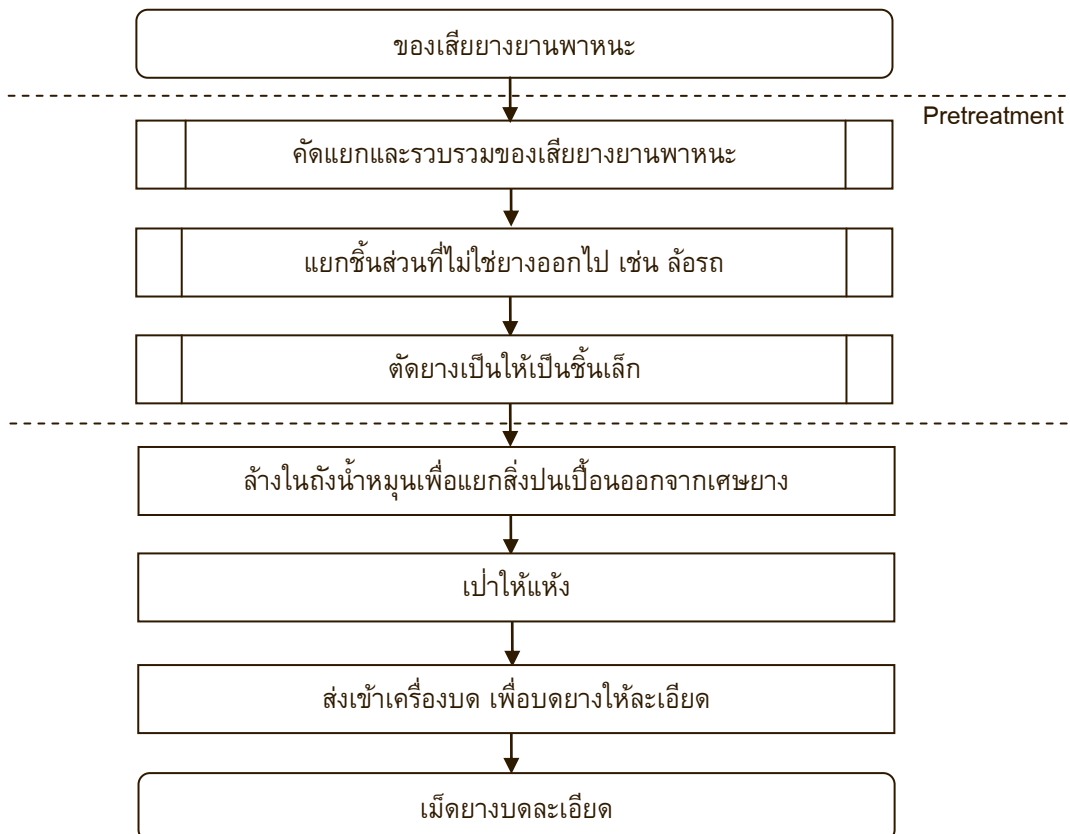 ของเสียยางยานพาหนะ
Pretreatment
คัดแยกและรวบรวมของเสียยางยานพาหนะ
แยกชิ้นส่วนที่ไม่ใช่ยางออกไป เช่น ล้อรถ
ตัดยางเป็นให้เป็นชิ้นเล็ก
ล้างในถังน้ำหมุนเพื่อแยกสิ่งปนเปื้อนออกจากเศษยาง
เป่าให้แห้ง
ส่งเข้าเครื่องบด เพื่อบดยางให้ละเอียด
เม็ดยางบดละเอียด